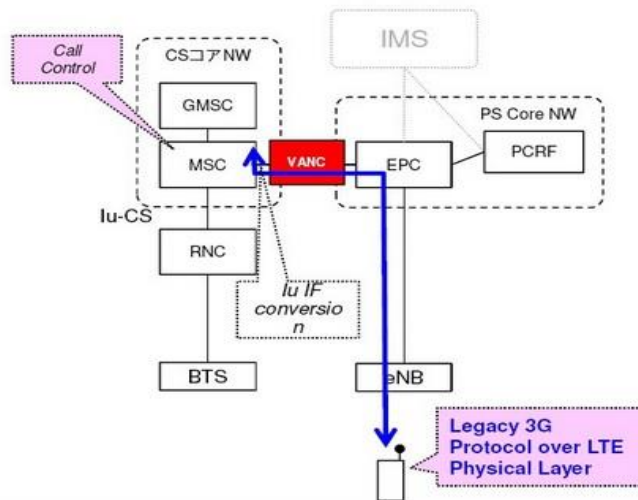 IMS
Call
Control
CSコアNW
GMSC
MSC
VANC
PS Core NW
EPC
PCRF
Iu-CS
RNC
Iu IF
conversio
n
BTS
eNB
Legacy 3G
Protocol over LTE
Physical Layer